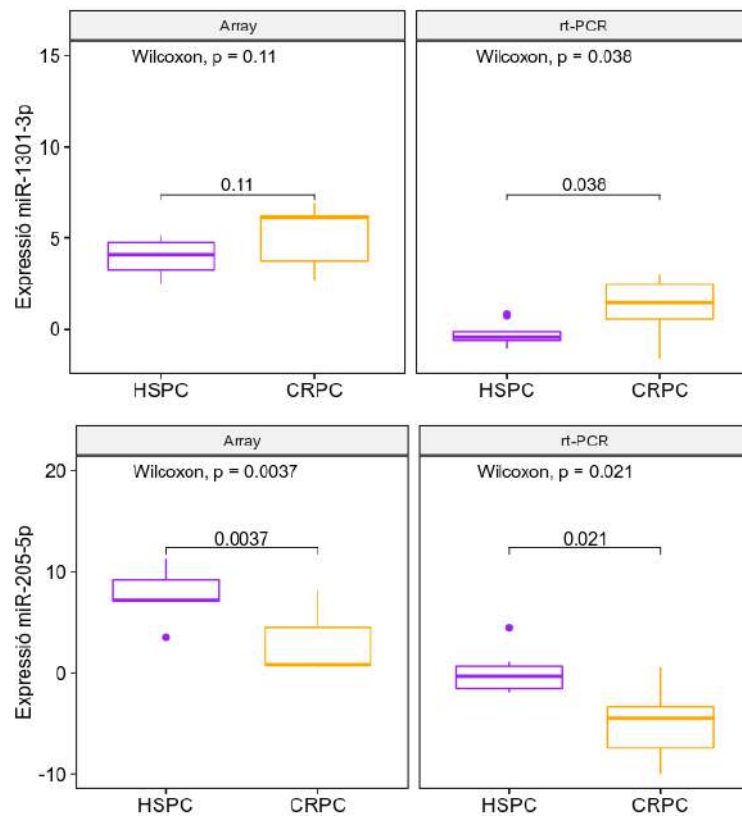 Array
rt-PCR
Wilcoxon, p = 0.11
Wilcoxon, p = 0.038
0.11
0.038
15
10
5
0
Expressió miR-1301-3p
HSPC
CRPC
HSPC
CRPC
Array
rt-PCR
Wilcoxon, p = 0.0037
Wilcoxon, p = 0.021
0.0037
0.021
20
10
0
-10
Expressió miR-205-5p
HSPC
CRPC
HSPC
CRPC